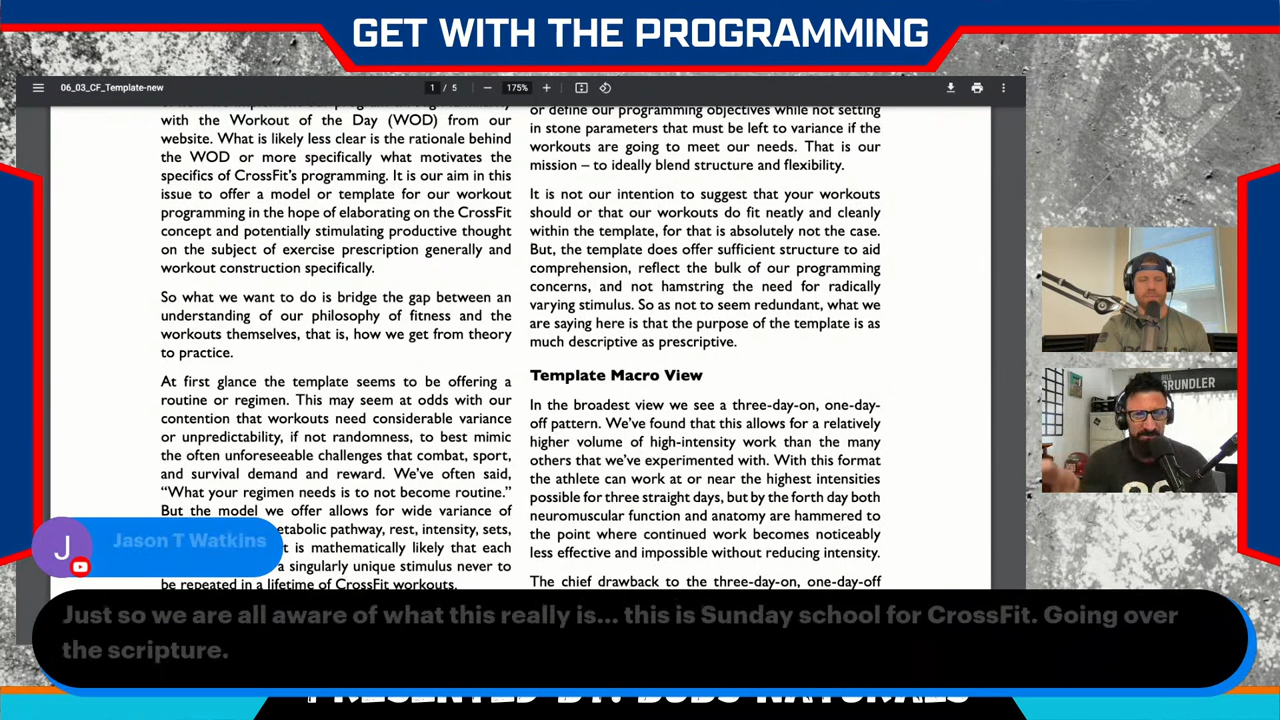 GET WITH THE PROGRAMMING
06_03_CF_Template-new
1 / 5
175%
with the Workout of the Day (WOD) from our
website. What is likely less clear is the rationale behind
the WOD or more specifically what motivates the
specifics of CrossFit's programming. It is our aim in this
issue to offer a model or template for our workout
programming in the hope of elaborating on the CrossFit
concept and potentially stimulating productive thought
on the subject of exercise prescription generally and
workout construction specifically.
So what we want to do is bridge the gap between an
understanding of our philosophy of fitness and the
workouts themselves, that is, how we get from theory
to practice.
At first glance the template seems to be offering a
routine or regimen. This may seem at odds with our
contention that workouts need considerable variance
or unpredictability, if not randomness, to best mimic
the often unforeseeable challenges that combat, sport,
and survival demand and reward. We've often said,
“What your regimen needs is to not become routine.”
But the model we offer allows for wide variance of
etabolic pathway, rest, intensity, sets,
t is mathematically likely that each
a singularly unique stimulus never to
be repeated in a lifetime of CrossFit workouts.
or define our programming objectives while not setting
in stone parameters that must be left to variance if the
workouts are going to meet our needs. That is our
mission – to ideally blend structure and flexibility.
It is not our intention to suggest that your workouts
should or that our workouts do fit neatly and cleanly
within the template, for that is absolutely not the case.
But, the template does offer sufficient structure to aid
comprehension, reflect the bulk of our programming
concerns, and not hamstring the need for radically
varying stimulus. So as not to seem redundant, what we
are saying here is that the purpose of the template is as
much descriptive as prescriptive.
Template Macro View
In the broadest view we see a three-day-on, one-day-
off pattern. We've found that this allows for a relatively
higher volume of high-intensity work than the many
others that we've experimented with. With this format
the athlete can work at or near the highest intensities
possible for three straight days, but by the forth day both
neuromuscular function and anatomy are hammered to
the point where continued work becomes noticeably
less effective and impossible without reducing intensity.
The chief drawback to the three-day-on, one-day-off
BILL
GRUNDLER
J
Jason T Watkins
Just so we are all aware of what this really is... this is Sunday school for CrossFit. Going over
the scripture.